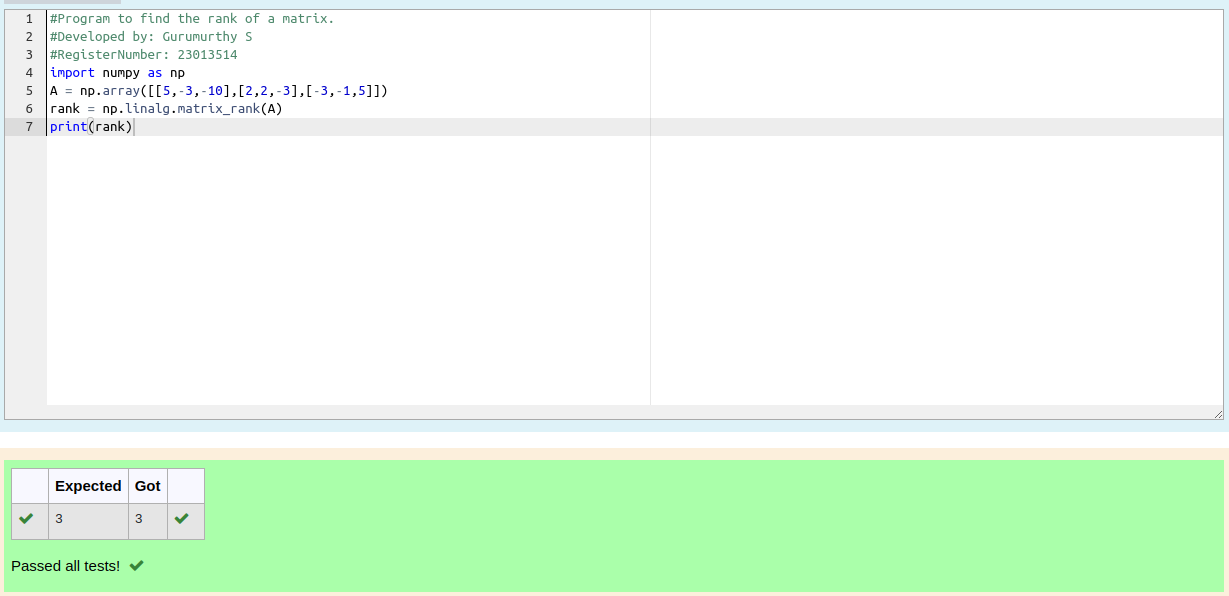 1 #Program to find the rank of a matrix.
2 #Developed by: Gurumurthy S
3 #RegisterNumber: 23013514
4 import numpy as np
5 A = np.array([[5,-3,-10],[2,2,-3],[-3,-1,5]])
6 rank = np.linalg.matrix_rank(A)
7 print(rank)
Expected Got
3 3
Passed all tests!